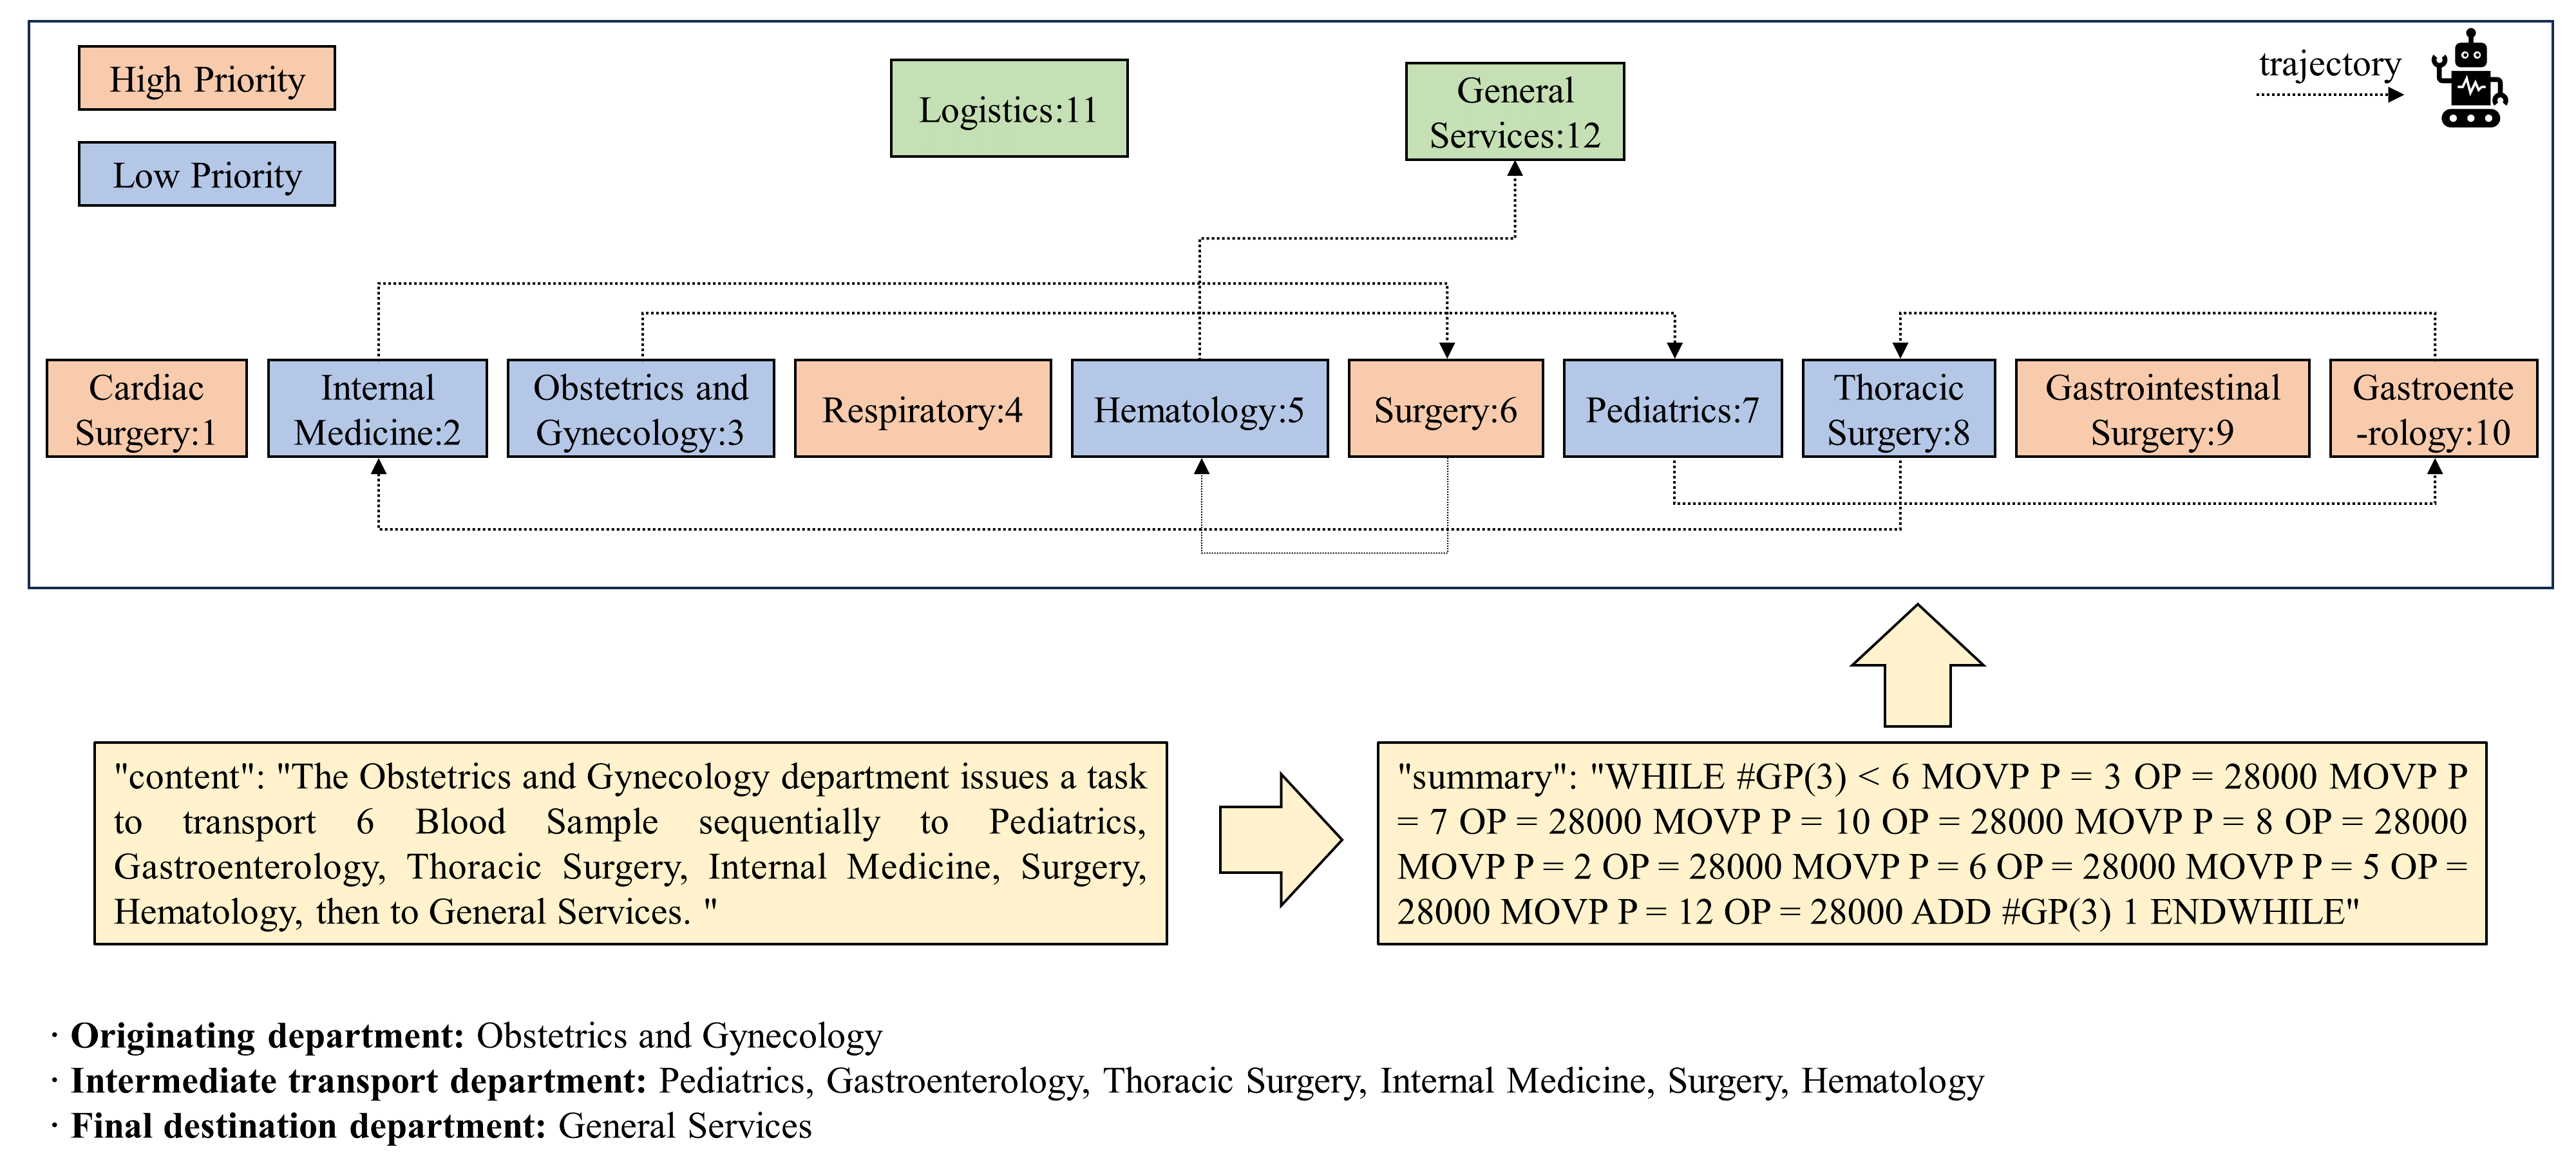 High Priority
Low Priority
Logistics:11
General
Services:12
trajectory
Cardiac
Surgery:1
Internal
Medicine:2
Obstetrics and
Gynecology:3
Respiratory:4
Hematology:5
Surgery:6
Pediatrics:7
Thoracic
Surgery:8
Gastrointestinal
Surgery:9
Gastroente
-rology:10
"content": "The Obstetrics and Gynecology department issues a task
to transport 6 Blood Sample sequentially to Pediatrics,
Gastroenterology, Thoracic Surgery, Internal Medicine, Surgery,
Hematology, then to General Services. "
"summary": "WHILE #GP(3) < 6 MOVP P = 3 OP = 28000 MOVP P
= 7 OP = 28000 MOVP P = 10 OP = 28000 MOVP P = 8 OP = 28000
MOVP P = 2 OP = 28000 MOVP P = 6 OP = 28000 MOVP P = 5 OP =
28000 MOVP P = 12 OP = 28000 ADD #GP(3) 1 ENDWHILE"
· Originating department: Obstetrics and Gynecology
· Intermediate transport department: Pediatrics, Gastroenterology, Thoracic Surgery, Internal Medicine, Surgery, Hematology
· Final destination department: General Services